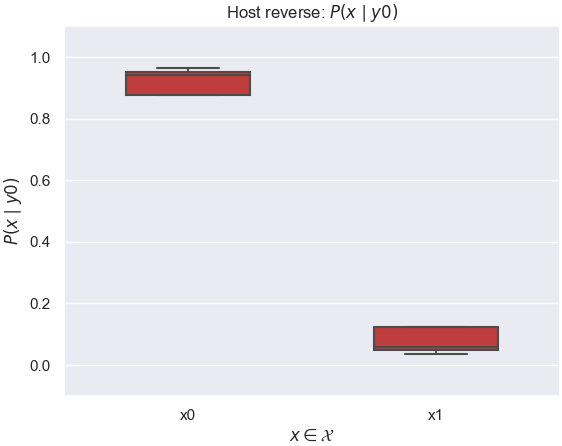 Host reverse: P(x | y0)
P(x | y0)
1.0
0.8
0.6
0.4
0.2
0.0
x0 x1
x ∈ 𝒳